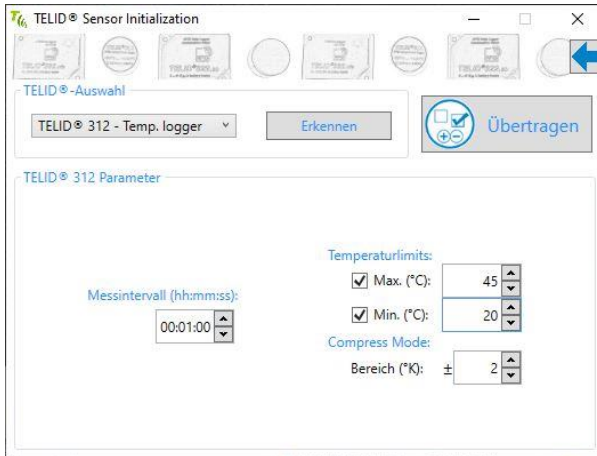 TELID® Sensor Initialization
TELID®-Auswahl
TELID® 312 - Temp. logger
Erkennen
Übertragen
TELID® 312 Parameter
Temperaturlimits:
Max. (°C): 45
Messintervall (hh:mm:ss):
Min. (°C): 20
00:01:00
Compress Mode:
Bereich (°K): ± 2